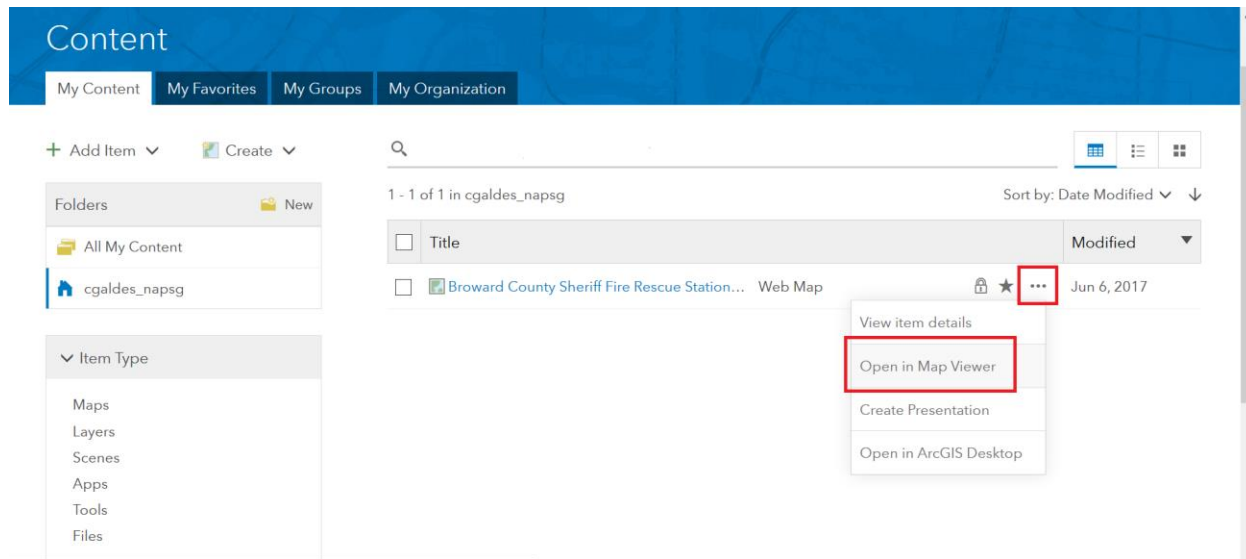 Content
My Content My Favorites My Groups My Organization
+ Add Item Create
1 - 1 of 1 in cgaldes_napsg Sort by: Date Modified
Folders New
Title Modified
All My Content
cgaldes_napsg
Broward County Sheriff Fire Rescue Station... Web Map ... Jun 6, 2017
View item details
Open in Map Viewer
Create Presentation
Open in ArcGIS Desktop
Item Type
Maps
Layers
Scenes
Apps
Tools
Files